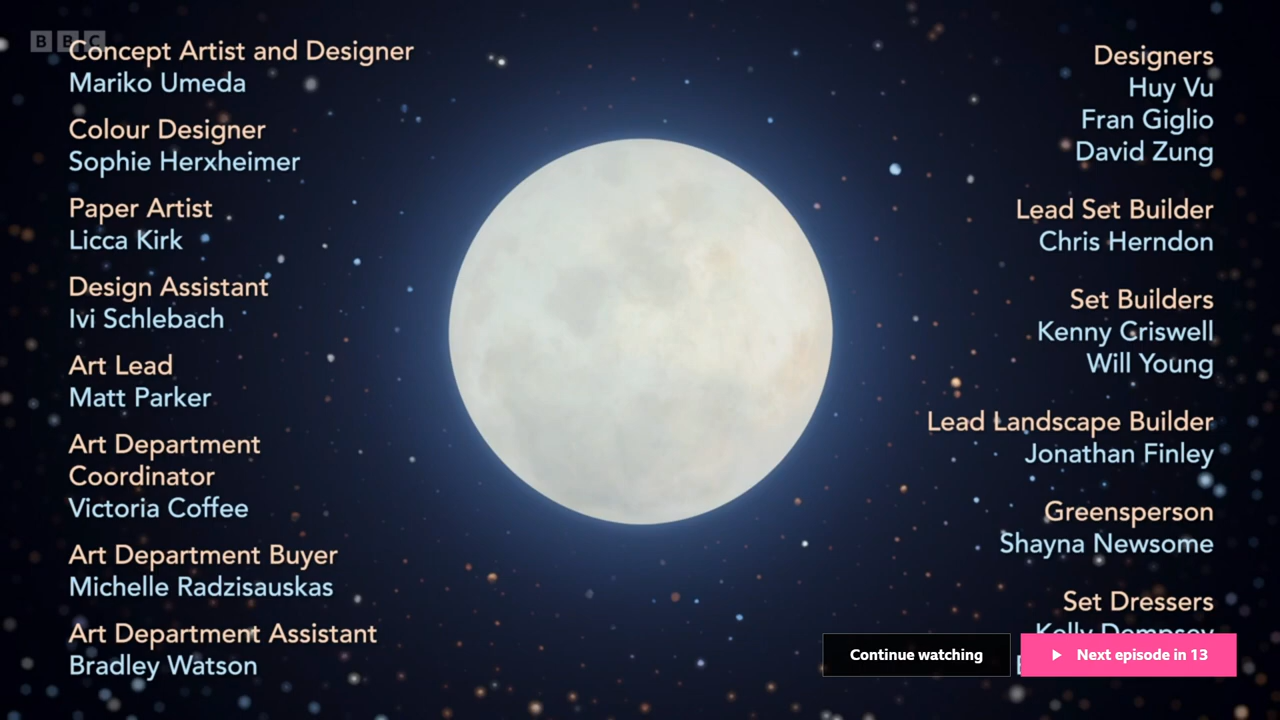 BBC
Concept Artist and Designer
Mariko Umeda
Colour Designer
Sophie Herxheimer
Paper Artist
Licca Kirk
Design Assistant
Ivi Schlebach
Art Lead
Matt Parker
Art Department
Coordinator
Victoria Coffee
Art Department Buyer
Michelle Radzisauskas
Art Department Assistant
Bradley Watson
Designers
Huy Vu
Fran Giglio
David Zung
Lead Set Builder
Chris Herndon
Set Builders
Kenny Criswell
Will Young
Lead Landscape Builder
Jonathan Finley
Greensperson
Shayna Newsome
Set Dressers
Kelly Dempsey
Continue watching
Next episode in 13